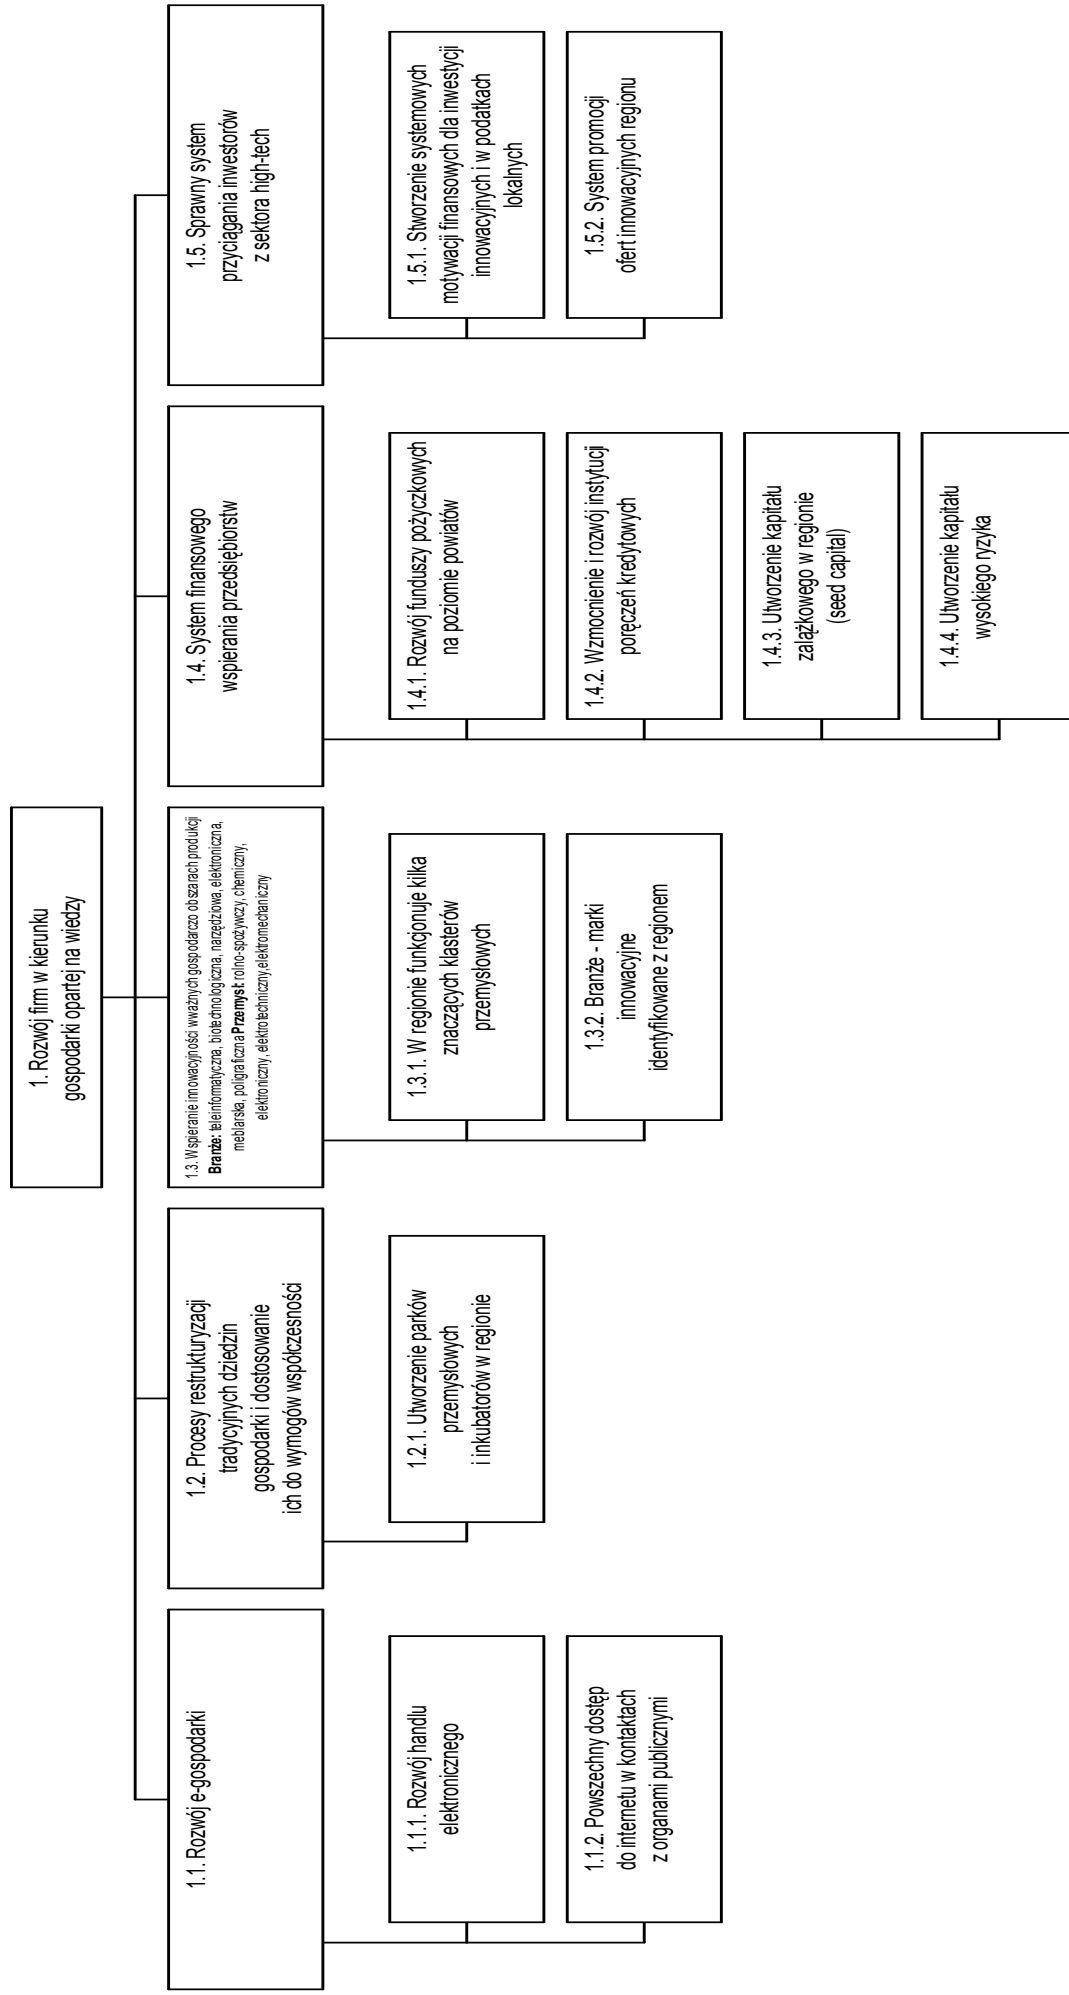 1. Rozwój firm w kierunku
gospodarki opartej na wiedzy
1.1. Rozwój e-gospodarki
1.1.1. Rozwój handlu
elektronicznego
1.1.2. Powszechny dostęp
do internetu w kontaktach
z organami publicznymi
1.2. Procesy restrukturyzacji
tradycyjnych dziedzin
gospodarki i dostosowanie
ich do wymogów współczesności
1.2.1. Utworzenie parków
przemysłowych
i inkubatorów w regionie
1.3. Wspieranie innowacyjności w ważnych gospodarczo obszarach produkcji
Branże: teleinformatyczna, biotechnologiczna, narzędziowa, elektroniczna,
meblarska, poligraficzna Przemysł: rolno-spożywczy, chemiczny,
elektroniczny, elektrotechniczny, elektromechaniczny
1.3.1. W regionie funkcjonuje kilka
znaczących klasterów
przemysłowych
1.3.2. Branże - marki
innowacyjne
identyfikowane z regionem
1.4. System finansowego
wspierania przedsiębiorstw
1.4.1. Rozwój funduszy pożyczkowych
na poziomie powiatów
1.4.2. Wzmocnienie i rozwój instytucji
poręczeń kredytowych
1.4.3. Utworzenie kapitału
zalążkowego w regionie
(seed capital)
1.4.4. Utworzenie kapitału
wysokiego ryzyka
1.5. Sprawny system
przyciągania inwestorów
z sektora high-tech
1.5.1. Stworzenie systemowych
motywacji finansowych dla inwestycji
innowacyjnych i w podatkach
lokalnych
1.5.2. System promocji
ofert innowacyjnych regionu